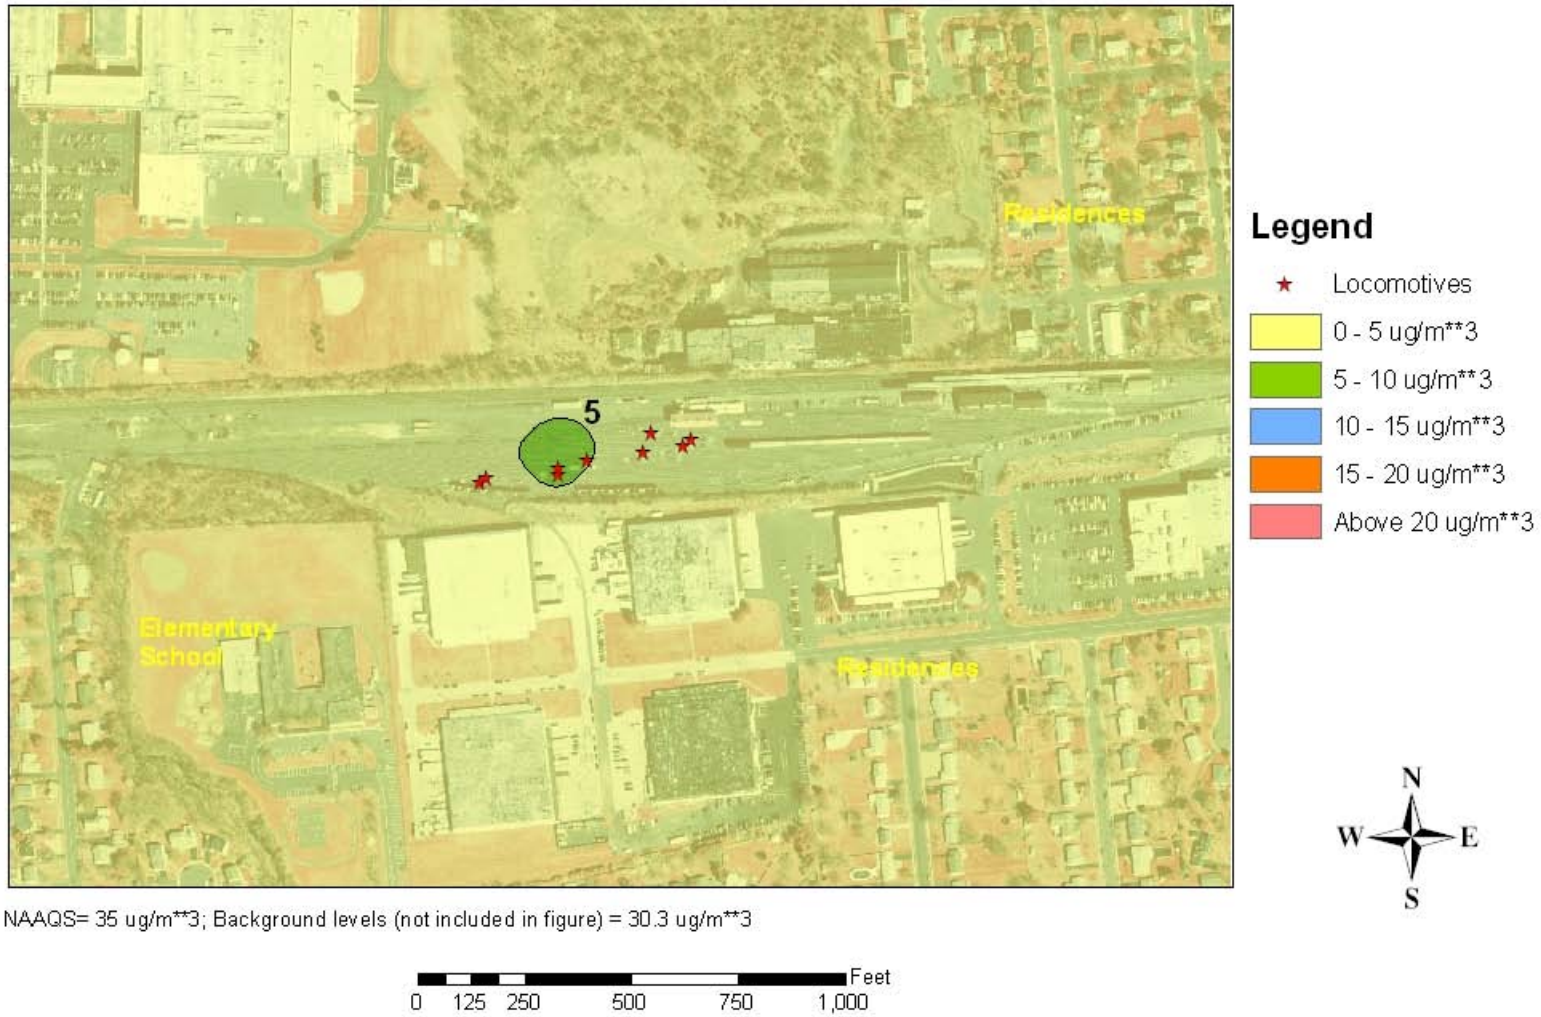 Residences
5
Elementary
School
Residences
Legend
Locomotives
0 - 5 ug/m**3
5 - 10 ug/m**3
10 - 15 ug/m**3
15 - 20 ug/m**3
Above 20 ug/m**3
N
W E
S
NAAQS= 35 ug/m**3; Background levels (not included in figure) = 30.3 ug/m**3
Feet
0 125 250 500 750 1,000